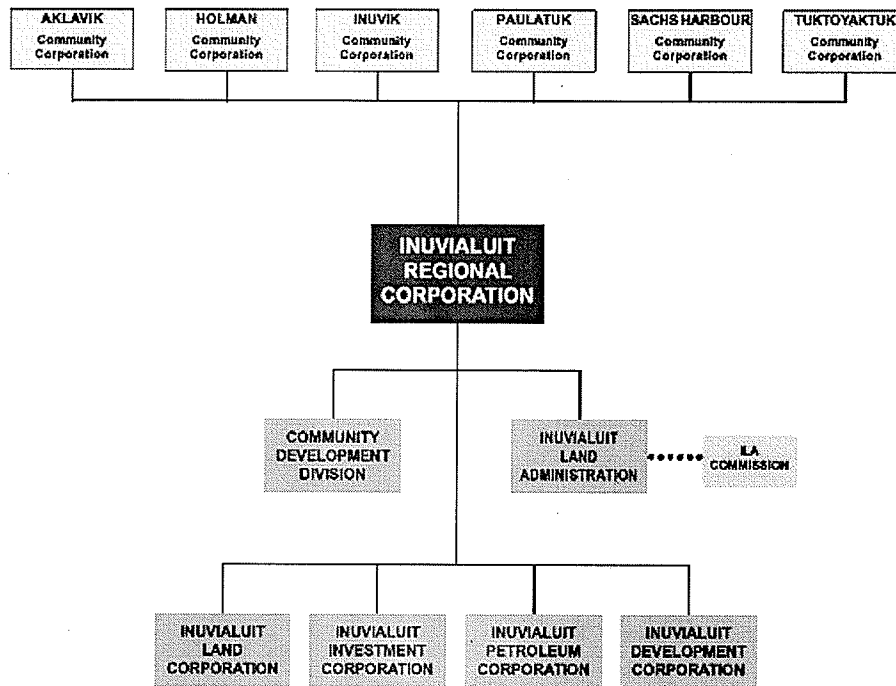 AKLAVIK
Community
Corporation
HOLMAN
Community
Corporation
INUVIK
Community
Corporation
PAULATUK
Community
Corporation
SACHS HARBOUR
Community
Corporation
TUKTOYAKTUK
Community
Corporation
INUVIALUIT
REGIONAL
CORPORATION
COMMUNITY
DEVELOPMENT
DIVISION
INUVIALUIT
LAND
ADMINISTRATION
ILA
COMMISSION
INUVIALUIT
LAND
CORPORATION
INUVIALUIT
INVESTMENT
CORPORATION
INUVIALUIT
PETROLEUM
CORPORATION
INUVIALUIT
DEVELOPMENT
CORPORATION